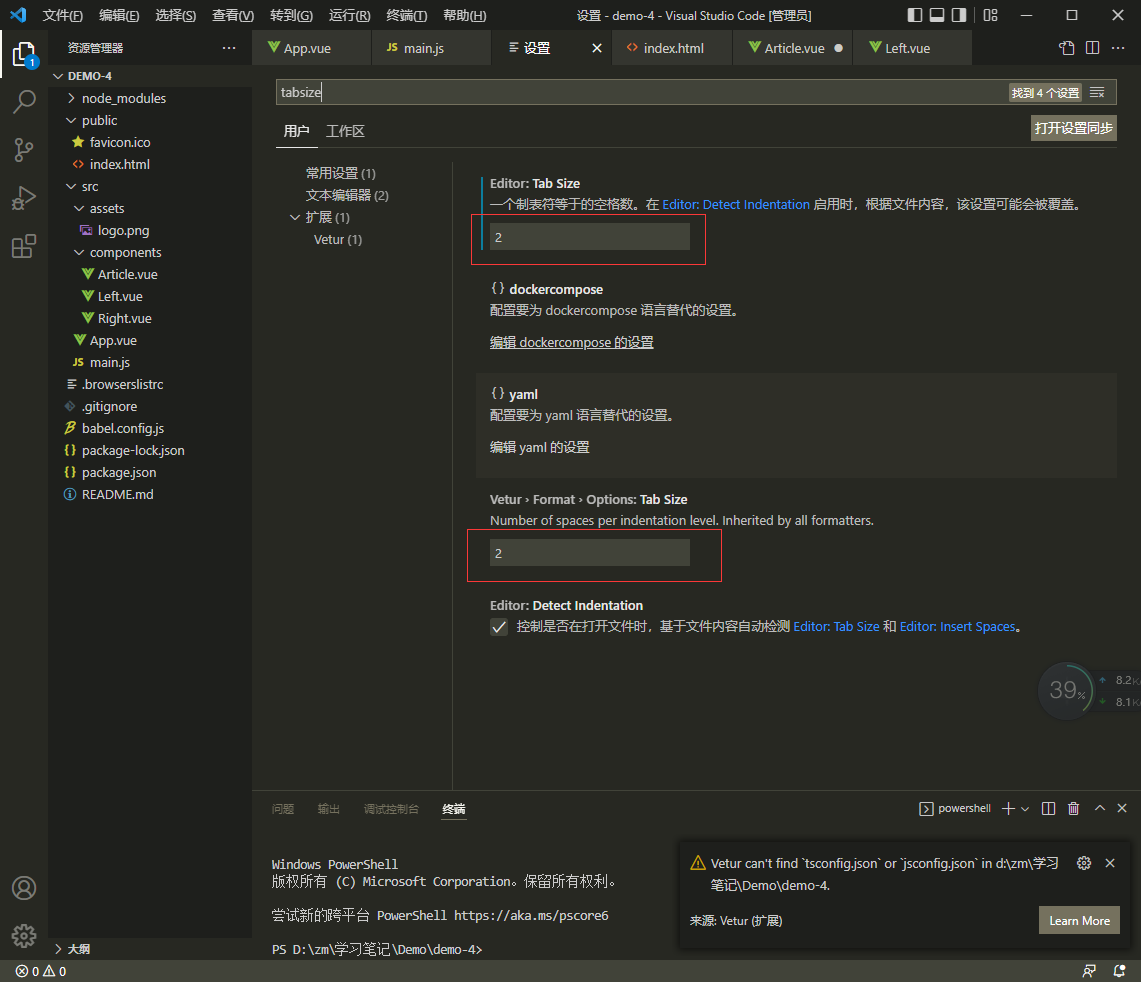 文件(F) 编辑(E) 选择(S) 查看(V) 转到(G) 运行(R) 终端(T) 帮助(H) 设置 - demo-4 - Visual Studio Code [管理员]
资源管理器
App.vue JS main.js 设置 index.html Article.vue Left.vue
1
DEMO-4
node_modules
public
favicon.ico
index.html
src
assets
logo.png
components
Article.vue
Left.vue
Right.vue
App.vue
JS main.js
.browserslistrc
.gitignore
babel.config.js
package-lock.json
package.json
README.md
大纲
tabsize 找到 4 个设置
用户 工作区 打开设置同步
常用设置 (1)
文本编辑器 (2)
扩展 (1)
Vetur (1)
Editor: Tab Size
一个制表符等于的空格数。在 Editor: Detect Indentation 启用时，根据文件内容，该设置可能会被覆盖。
2
{} dockercompose
配置要为 dockercompose 语言替代的设置。
编辑 dockercompose 的设置
{} yaml
配置要为 yaml 语言替代的设置。
编辑 yaml 的设置
Vetur › Format › Options: Tab Size
Number of spaces per indentation level. Inherited by all formatters.
2
Editor: Detect Indentation
控制是否在打开文件时，基于文件内容自动检测 Editor: Tab Size 和 Editor: Insert Spaces。
39%
8.2K
8.1K
问题 输出 调试控制台 终端 powershell
Windows PowerShell
版权所有 (C) Microsoft Corporation。保留所有权利。
尝试新的跨平台 PowerShell https://aka.ms/pscore6
PS D:\zm\学习笔记\Demo\demo-4>
Vetur can't find `tsconfig.json` or `jsconfig.json` in d:\zm\学习
笔记\Demo\demo-4.
来源: Vetur (扩展) Learn More
0 0